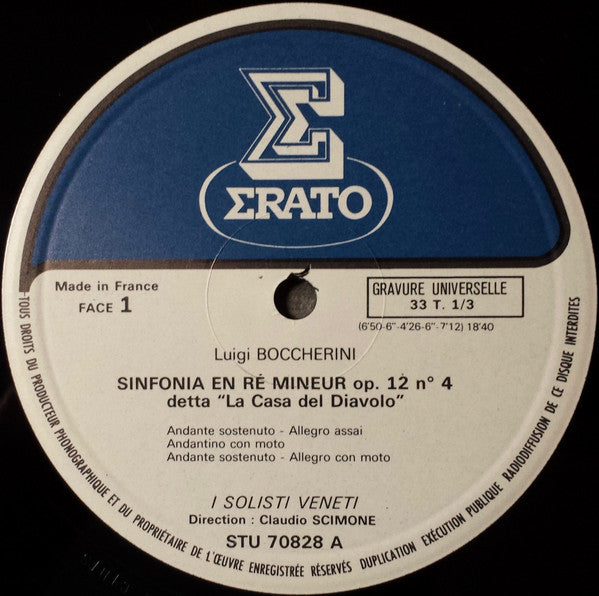 ΣRATO
Made in France
FACE 1
GRAVURE UNIVERSELLE
33 T. 1/3
(6'50-6"-4'26-6"-7'12) 18'40
Luigi BOCCHERINI
SINFONIA EN RÉ MINEUR op. 12 n° 4
detta "La Casa del Diavolo"
Andante sostenuto - Allegro assai
Andantino con moto
Andante sostenuto - Allegro con moto
I SOLISTI VENETI
Direction : Claudio SCIMONE
STU 70828 A
TOUS DROITS DU PRODUCTEUR PHONOGRAPHIQUE ET DU PROPRIÉTAIRE DE L'ŒUVRE ENREGISTRÉE RÉSERVÉS DUPLICATION EXÉCUTION PUBLIQUE RADIODIFFUSION DE CE DISQUE INTERDITES